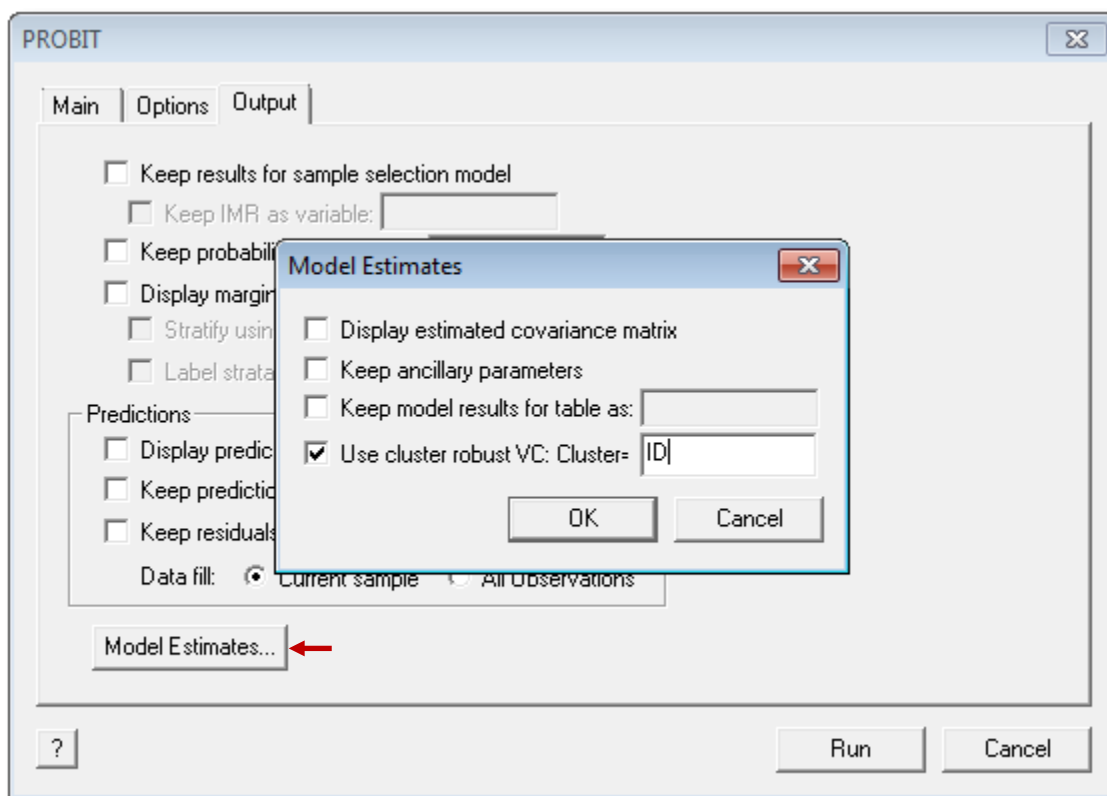 PROBIT
Main Options Output
Keep results for sample selection model
Keep IMR as variable:
Keep probabili
Display margin
Stratify usin
Label strata
Predictions
Display predic
Keep predictio
Keep residuals
Data fill: Current sample All Observations
Model Estimates...
Model Estimates
Display estimated covariance matrix
Keep ancillary parameters
Keep model results for table as:
Use cluster robust VC: Cluster= ID
OK Cancel
? Run Cancel